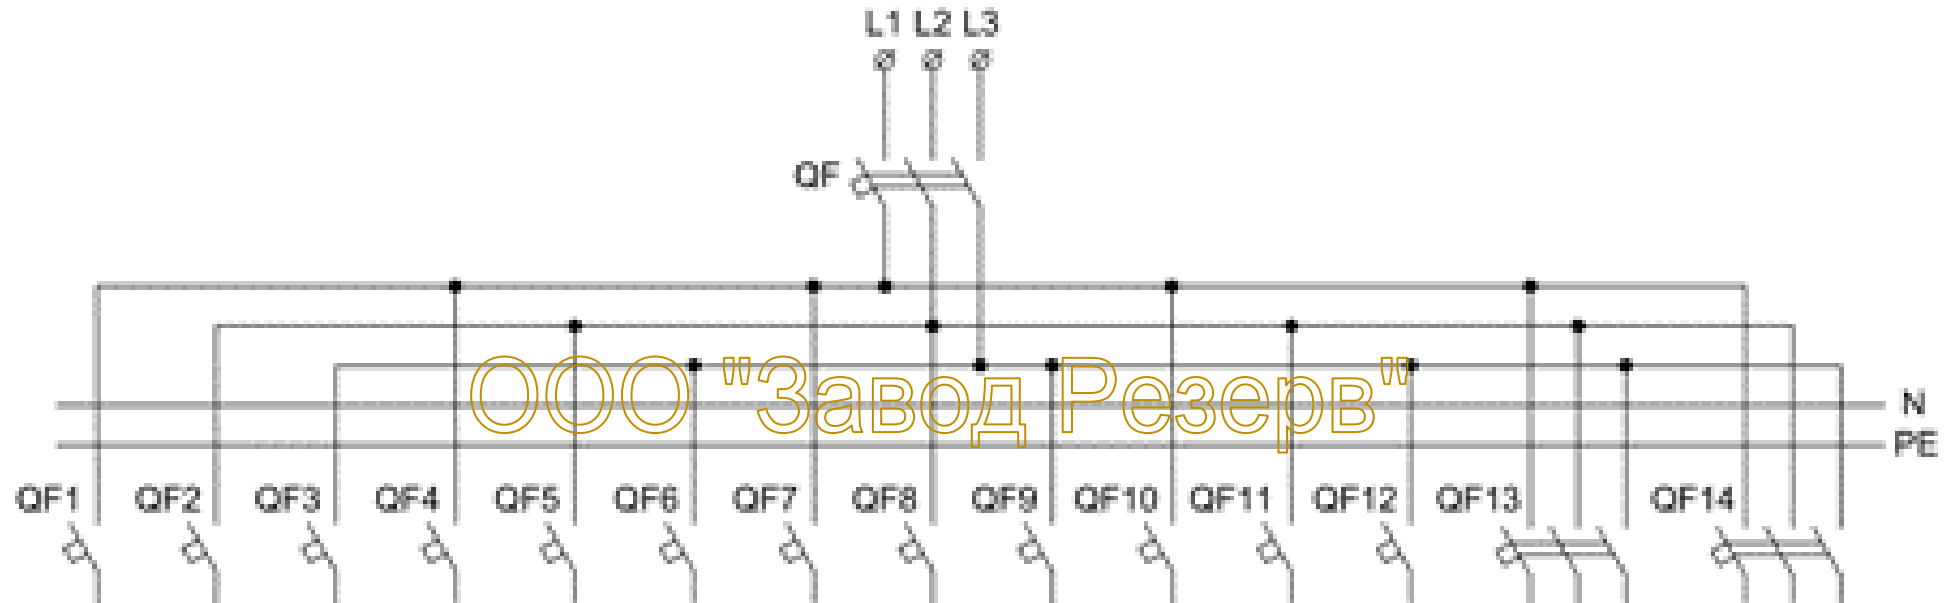 L1 L2 L3
QF
ООО "Завод Резерв"
N
PE
QF1 QF2 QF3 QF4 QF5 QF6 QF7 QF8 QF9 QF10 QF11 QF12 QF13 QF14